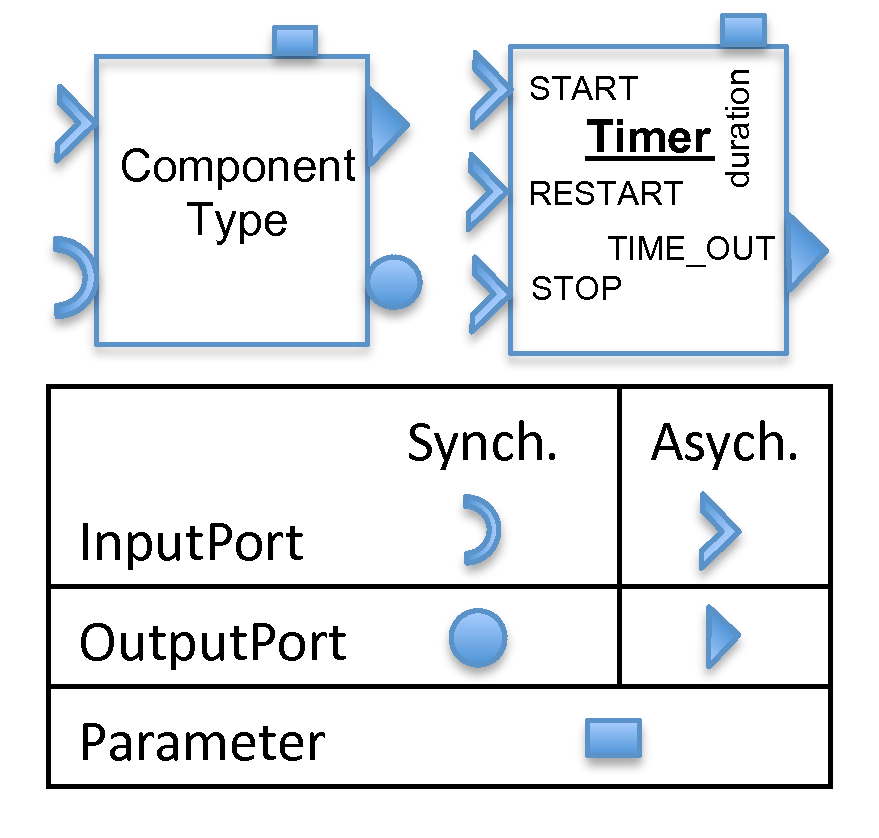 Component
Type
START
Timer
duration
RESTART
TIME_OUT
STOP
Synch. Asych.
InputPort
OutputPort
Parameter